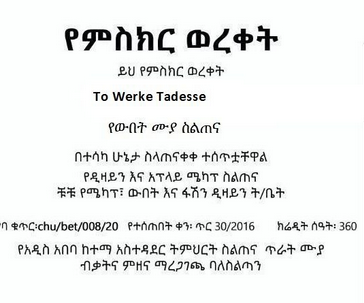 የምስክር ወረቀት
ይህ የምስክር ወረቀት
To Werke Tadesse
የውበት ሙያ ስልጠና
በተሳካ ሁኔታ ስላጠናቀቀ ተሰጥቷቸዋል
የዲዛይን እና አፕላይ ሜካፕ ስልጠና
ቹቹ የሜካፕ፣ ውበት እና ፋሽን ዲዛይን ት/ቤት
ቁጥር፡chu/bet/008/20 የተሰጠበት ቀን፡ ጥር 30/2016 ክሬዲት ሰዓት፡ 360
የአዲስ አበባ ከተማ አስተዳደር ትምህርት ስልጠና ጥራት ሙያ
ብቃትና ምዘና ማረጋገጫ ባለስልጣን